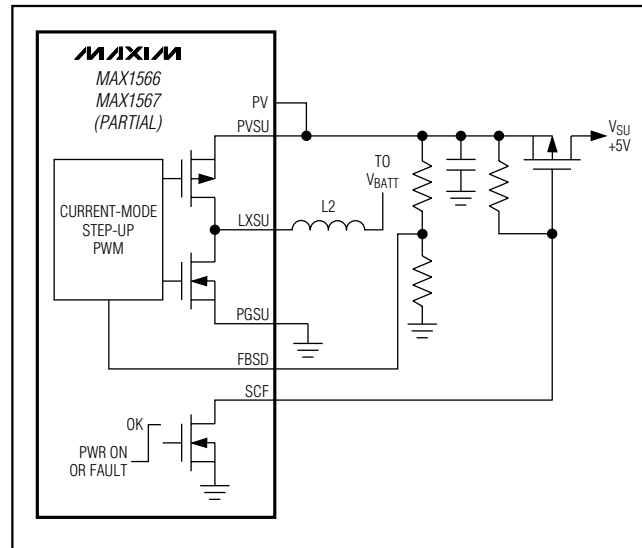 MAXIM
MAX1566
MAX1567
(PARTIAL)
PV
PVSU
VSU
+5V
TO
VBATT
CURRENT-MODE
STEP-UP
PWM
LXSU
L2
PGSU
FBSD
SCF
OK
PWR ON
OR FAULT